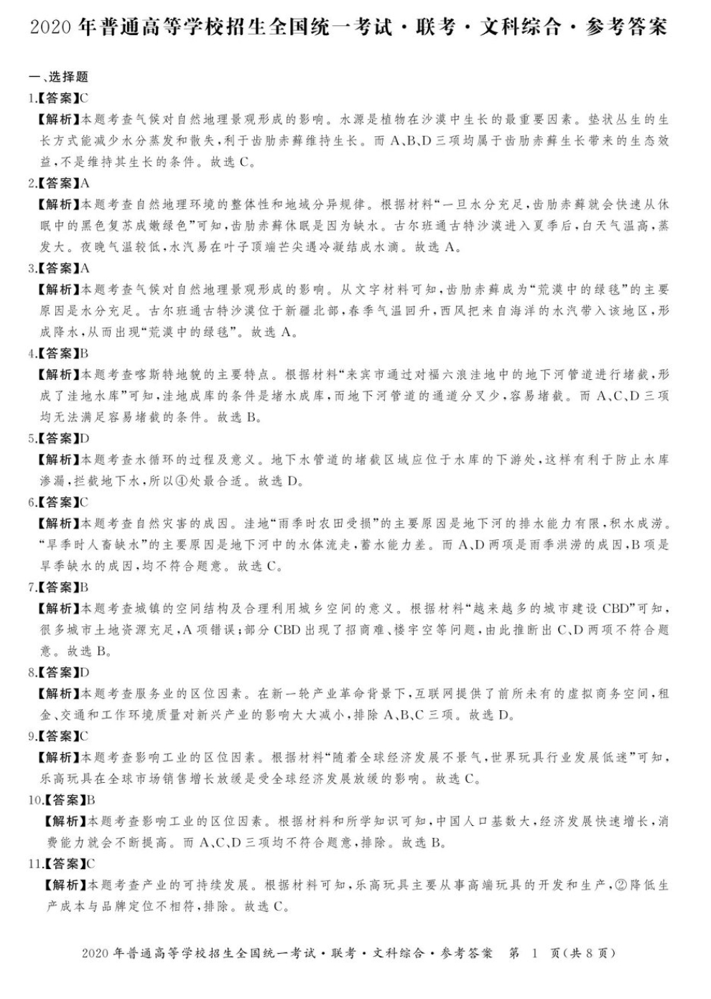 2020 年普通高等学校招生全国统一考试·联考·文科综合·参考答案
一、选择题
1.【答案】C
【解析】本题考查气候对自然地理景观形成的影响。水源是植物在沙漠中生长的最重要因素。垫状丛生的生
长方式能减少水分蒸发和散失,利于齿肋赤藓维持生长。而 A、B、D 三项均属于齿肋赤藓生长带来的生态效
益,不是维持其生长的条件。故选 C。
2.【答案】A
【解析】本题考查自然地理环境的整体性和地域分异规律。根据材料“一旦水分充足,齿肋赤藓就会快速从休
眠中的黑色复苏成嫩绿色”可知,齿肋赤藓休眠是因为缺水。古尔班通古特沙漠进入夏季后,白天气温高,蒸
发大。夜晚气温较低,水汽易在叶子顶端芒尖遇冷凝结成水滴。故选 A。
3.【答案】A
【解析】本题考查气候对自然地理景观形成的影响。从文字材料可知,齿肋赤藓成为“荒漠中的绿毯”的主要
原因是水分充足。古尔班通古特沙漠位于新疆北部,春季气温回升,西风把来自海洋的水汽带入该地区,形
成降水,从而出现“荒漠中的绿毯”。故选 A。
4.【答案】B
【解析】本题考查喀斯特地貌的主要特点。根据材料“来宾市通过对福六浪洼地中的地下河管道进行堵截,形
成了洼地水库”可知,洼地成库的条件是堵水成库,而地下河管道的通道分叉少,容易堵截。而 A、C、D 三项
均无法满足容易堵截的条件。故选 B。
5.【答案】D
【解析】本题考查水循环的过程及意义。地下水管道的堵截区域应位于水库的下游处,这样有利于防止水库
渗漏,拦截地下水,所以④处最合适。故选 D。
6.【答案】C
【解析】本题考查自然灾害的成因。洼地“雨季时农田受损”的主要原因是地下河的排水能力有限,积水成涝。
“旱季时人畜缺水”的主要原因是地下河中的水体流走,蓄水能力差。而 A、D 两项是雨季洪涝的成因,B 项是
旱季缺水的成因,均不符合题意。故选 C。
7.【答案】B
【解析】本题考查城镇的空间结构及合理利用城乡空间的意义。根据材料“越来越多的城市建设 CBD”可知,
很多城市土地资源充足,A 项错误;部分 CBD 出现了招商难、楼宇空等问题,由此推断出 C、D 两项不符合题
意。故选 B。
8.【答案】D
【解析】本题考查服务业的区位因素。在新一轮产业革命背景下,互联网提供了前所未有的虚拟商务空间,租
金、交通和工作环境质量对新兴产业的影响大大减小,排除 A、B、C 三项。故选 D。
9.【答案】C
【解析】本题考查影响工业的区位因素。根据材料“随着全球经济发展不景气,世界玩具行业发展低迷”可知,
乐高玩具在全球市场销售增长放缓是受全球经济发展放缓的影响。故选 C。
10.【答案】B
【解析】本题考查影响工业的区位因素。根据材料和所学知识可知,中国人口基数大,经济发展快速增长,消
费能力就会不断提高。而 A、C、D 三项均不符合题意,排除。故选 B。
11.【答案】C
【解析】本题考查产业的可持续发展。根据材料可知,乐高玩具主要从事高端玩具的开发和生产,②降低生
产成本与品牌定位不相符,排除。故选 C。
2020 年普通高等学校招生全国统一考试·联考·文科综合·参考答案 第 1 页(共 8 页)